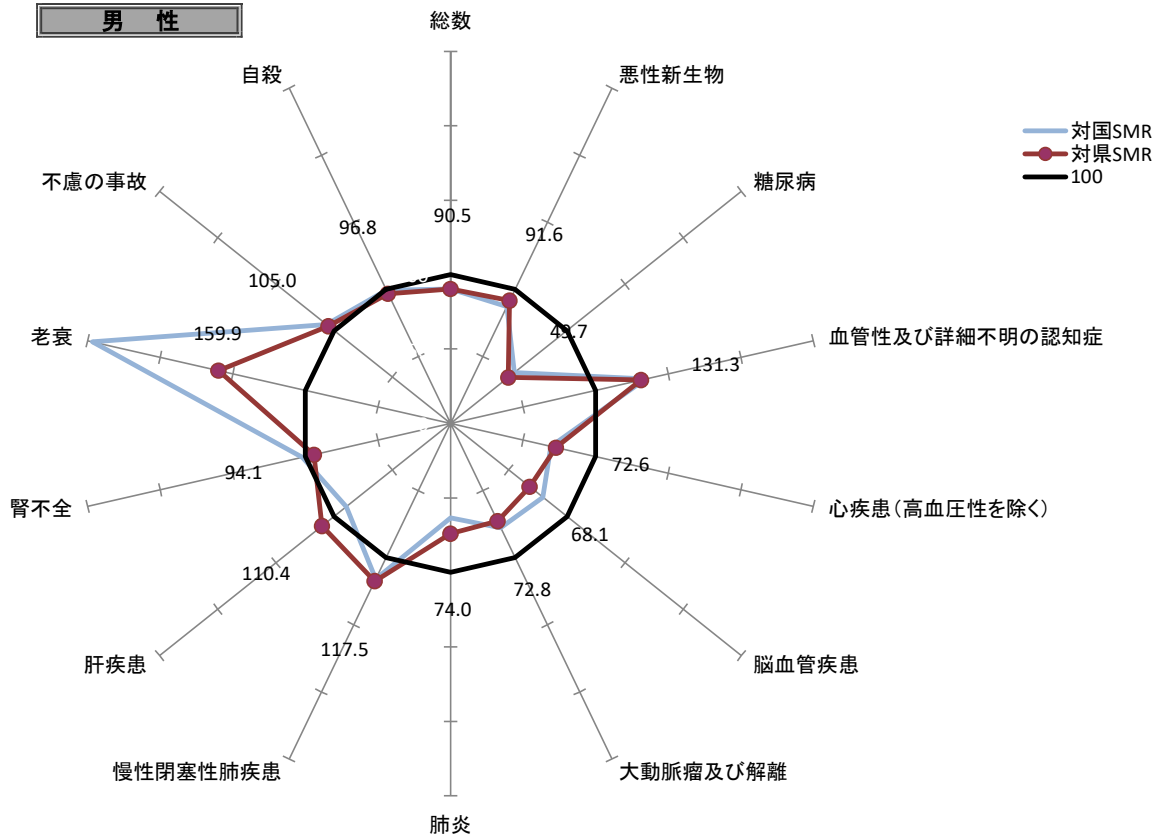 男 性
総数
自殺
悪性新生物
対国SMR
対県SMR
100
不慮の事故
糖尿病
90.5
96.8
91.6
105.0
老衰
159.9
49.7
血管性及び詳細不明の認知症
131.3
腎不全
94.1
72.6
心疾患(高血圧性を除く)
68.1
110.4
72.8
74.0
117.5
肝疾患
脳血管疾患
慢性閉塞性肺疾患
大動脈瘤及び解離
肺炎